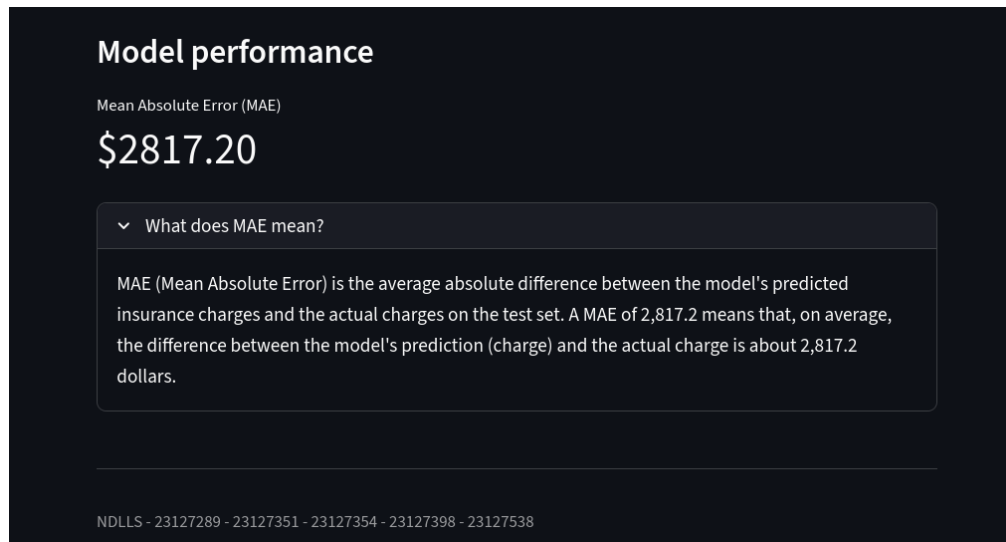 Model performance
Mean Absolute Error (MAE)
$2817.20
What does MAE mean?
MAE (Mean Absolute Error) is the average absolute difference between the model's predicted
insurance charges and the actual charges on the test set. A MAE of 2,817.2 means that, on average,
the difference between the model's prediction (charge) and the actual charge is about 2,817.2
dollars.
NDLLS - 23127289 - 23127351 - 23127354 - 23127398 - 23127538